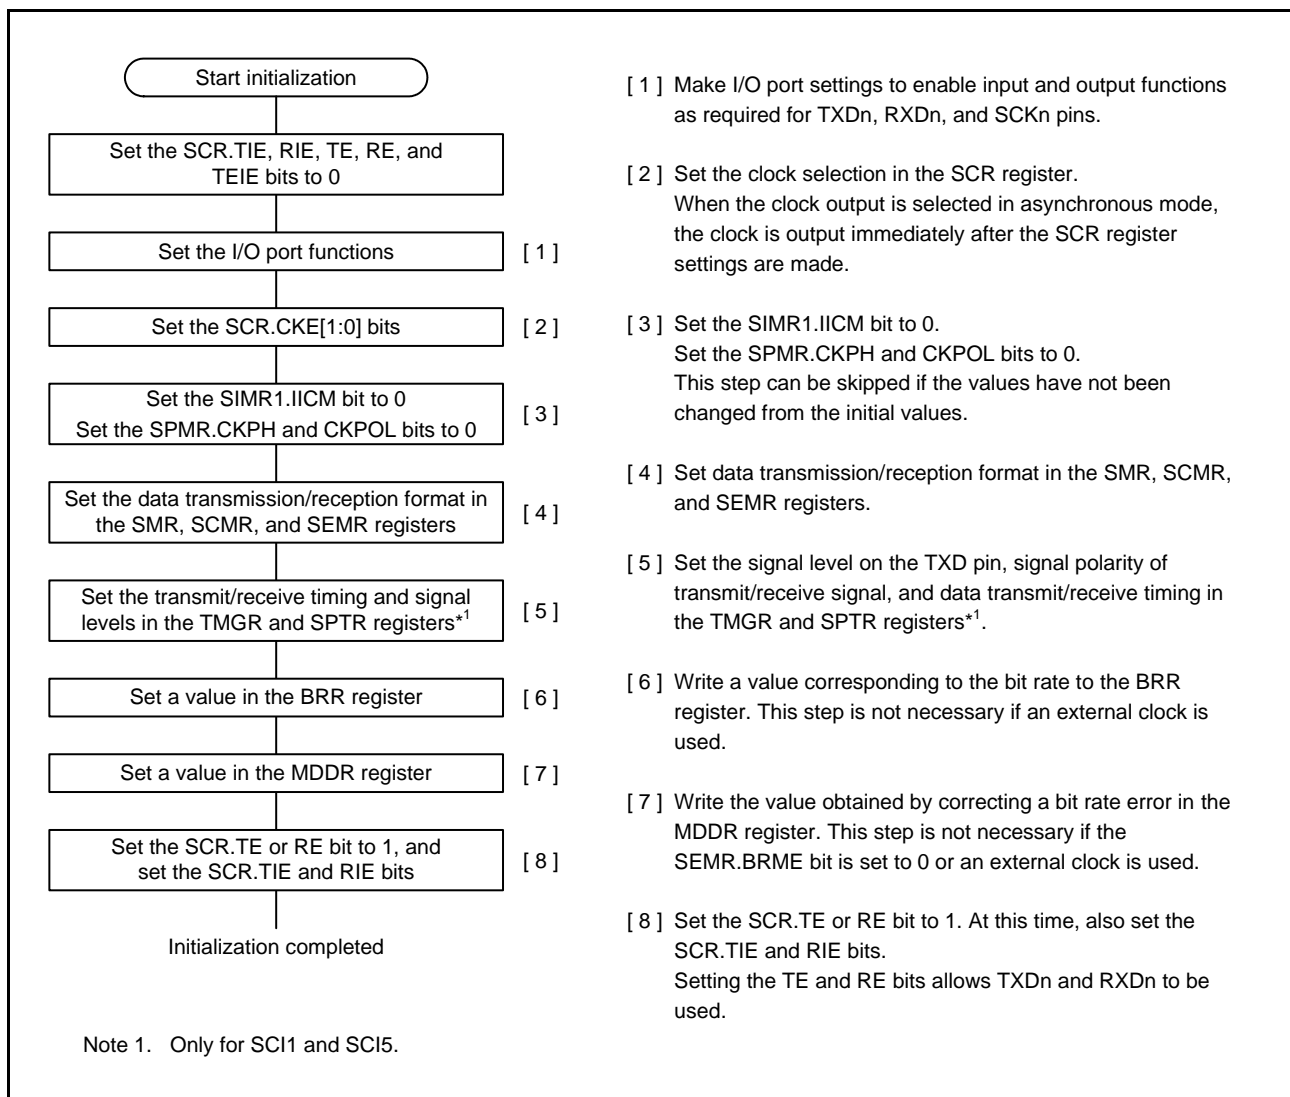 Start initialization
Set the SCR.TIE, RIE, TE, RE, and
TEIE bits to 0
Set the I/O port functions
[ 1 ]
Set the SCR.CKE[1:0] bits
[ 2 ]
Set the SIMR1.IICM bit to 0
Set the SPMR.CKPH and CKPOL bits to 0
[ 3 ]
Set the data transmission/reception format in
the SMR, SCMR, and SEMR registers
[ 4 ]
Set the transmit/receive timing and signal
levels in the TMGR and SPTR registers*1
[ 5 ]
Set a value in the BRR register
[ 6 ]
Set a value in the MDDR register
[ 7 ]
Set the SCR.TE or RE bit to 1, and
set the SCR.TIE and RIE bits
[ 8 ]
Initialization completed
Note 1. Only for SCI1 and SCI5.
[ 1 ] Make I/O port settings to enable input and output functions
as required for TXDn, RXDn, and SCKn pins.
[ 2 ] Set the clock selection in the SCR register.
When the clock output is selected in asynchronous mode,
the clock is output immediately after the SCR register
settings are made.
[ 3 ] Set the SIMR1.IICM bit to 0.
Set the SPMR.CKPH and CKPOL bits to 0.
This step can be skipped if the values have not been
changed from the initial values.
[ 4 ] Set data transmission/reception format in the SMR, SCMR,
and SEMR registers.
[ 5 ] Set the signal level on the TXD pin, signal polarity of
transmit/receive signal, and data transmit/receive timing in
the TMGR and SPTR registers*1.
[ 6 ] Write a value corresponding to the bit rate to the BRR
register. This step is not necessary if an external clock is
used.
[ 7 ] Write the value obtained by correcting a bit rate error in the
MDDR register. This step is not necessary if the
SEMR.BRME bit is set to 0 or an external clock is used.
[ 8 ] Set the SCR.TE or RE bit to 1. At this time, also set the
SCR.TIE and RIE bits.
Setting the TE and RE bits allows TXDn and RXDn to be
used.